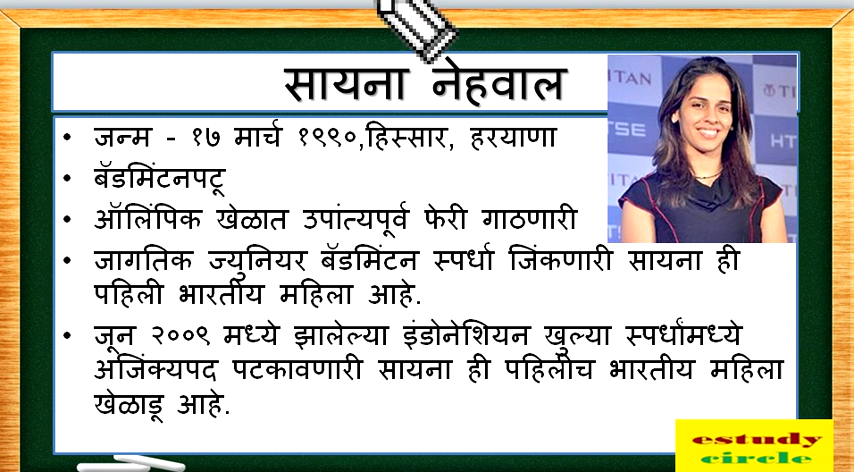 सायना नेहवाल
• जन्म - १७ मार्च १९९०,हिस्सार, हरयाणा
• बॅडमिंटनपटू
• ऑलिंपिक खेळात उपांत्यपूर्व फेरी गाठणारी
• जागतिक ज्युनियर बॅडमिंटन स्पर्धा जिंकणारी सायना ही
पहिली भारतीय महिला आहे.
• जून २००९ मध्ये झालेल्या इंडोनेशियन खुल्या स्पर्धांमध्ये
अजिंक्यपद पटकावणारी सायना ही पहिलीच भारतीय महिला
खेळाडू आहे.
TITAN
TITAN
estudy
circle